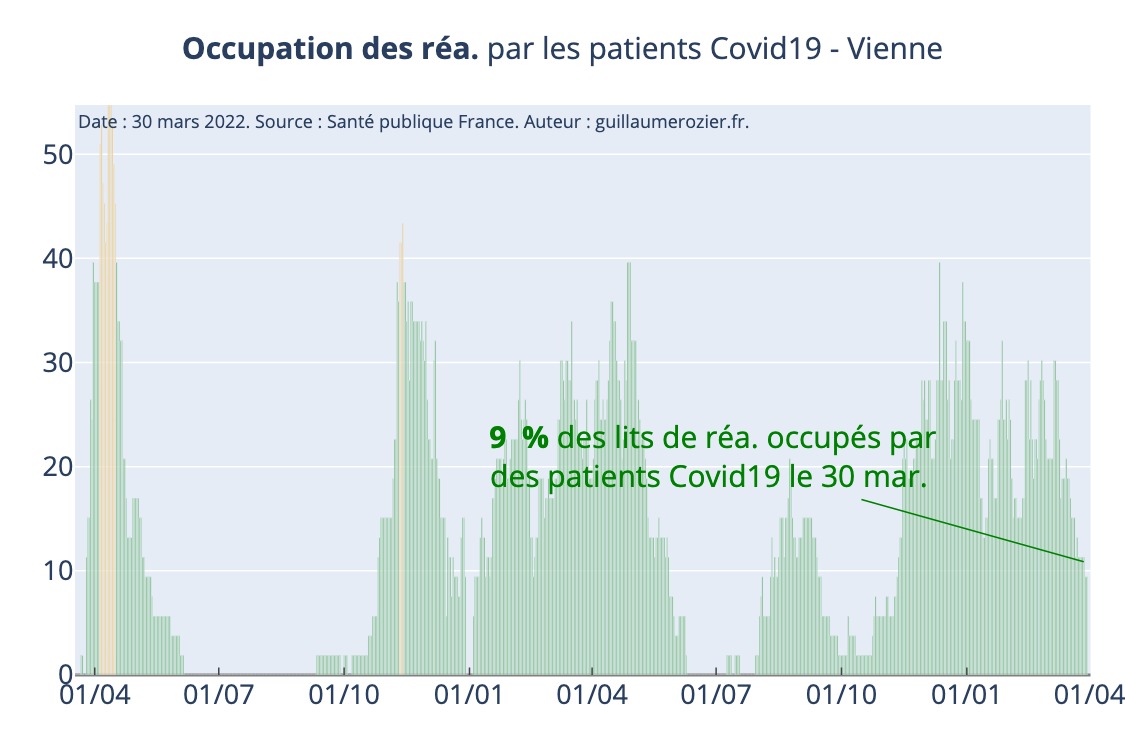 Occupation des réa. par les patients Covid19 - Vienne
Date : 30 mars 2022. Source : Santé publique France. Auteur : guillaumerozier.fr.
50
40
30
20
10
0
9 % des lits de réa. occupés par
des patients Covid19 le 30 mar.
01/04 01/07 01/10 01/01 01/04 01/07 01/10 01/01 01/04